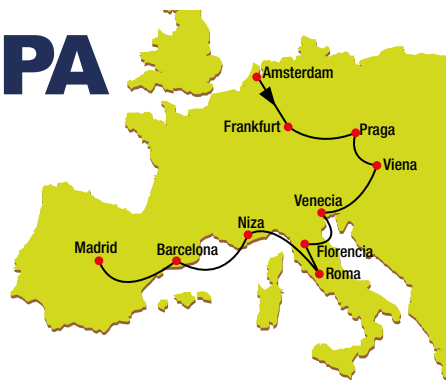 PA
Amsterdam
Frankfurt
Praga
Viena
Venecia
Niza
Madrid
Barcelona
Florencia
Roma